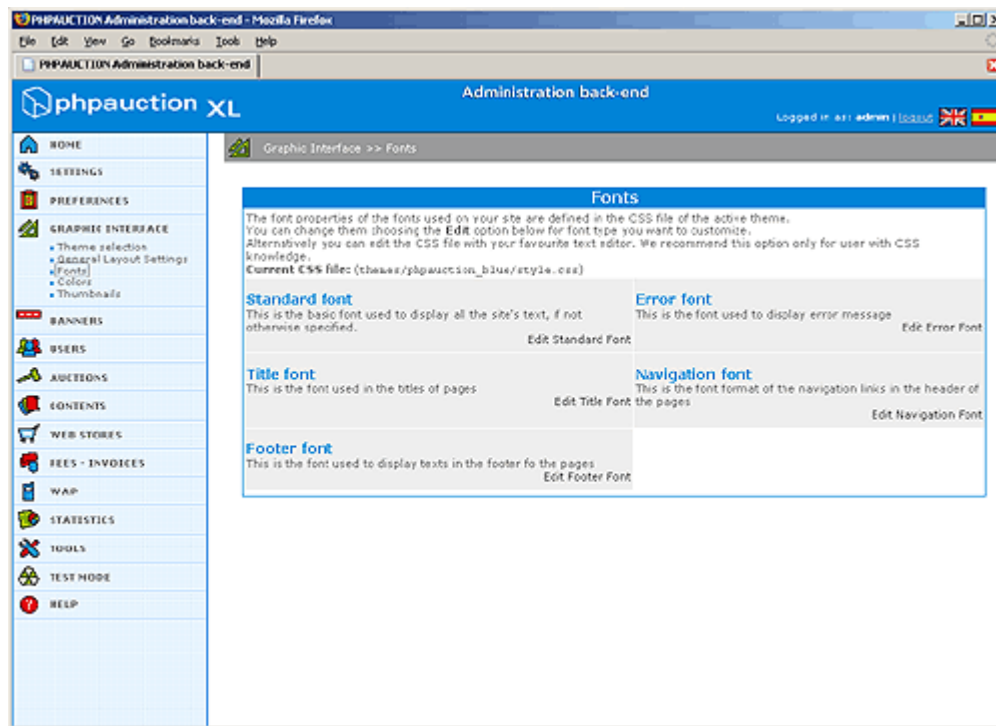 PHPAUCTION Administration back-end - Mozilla Firefox
File Edit View Go Bookmarks Tools Help
PHPAUCTION Administration back-end
phpauction XL
Administration back-end
Logged in as: admin | logout
HOME
SETTINGS
PREFERENCES
GRAPHIC INTERFACE
Theme selection
General Layout Settings
Fonts
Colors
Thumbnails
BANNERS
USERS
AUCTIONS
CONTENTS
WEB STORES
FEES - INVOICES
WAP
STATISTICS
TOOLS
TEST MODE
HELP
Graphic Interface >> Fonts
Fonts
The font properties of the fonts used on your site are defined in the CSS file of the active theme.
You can change them choosing the Edit option below for font type you want to customize.
Alternatively you can edit the CSS file with your favourite text editor. We recommend this option only for user with CSS
knowledge.
Current CSS file: (themes/phpauction_blue/style.css)
Standard font
This is the basic font used to display all the site's text, if not
otherwise specified.
Edit Standard Font
Error font
This is the font used to display error message
Edit Error Font
Title font
This is the font used in the titles of pages
Edit Title Font
Navigation font
This is the font format of the navigation links in the header of
the pages
Edit Navigation Font
Footer font
This is the font used to display texts in the footer fo the pages
Edit Footer Font